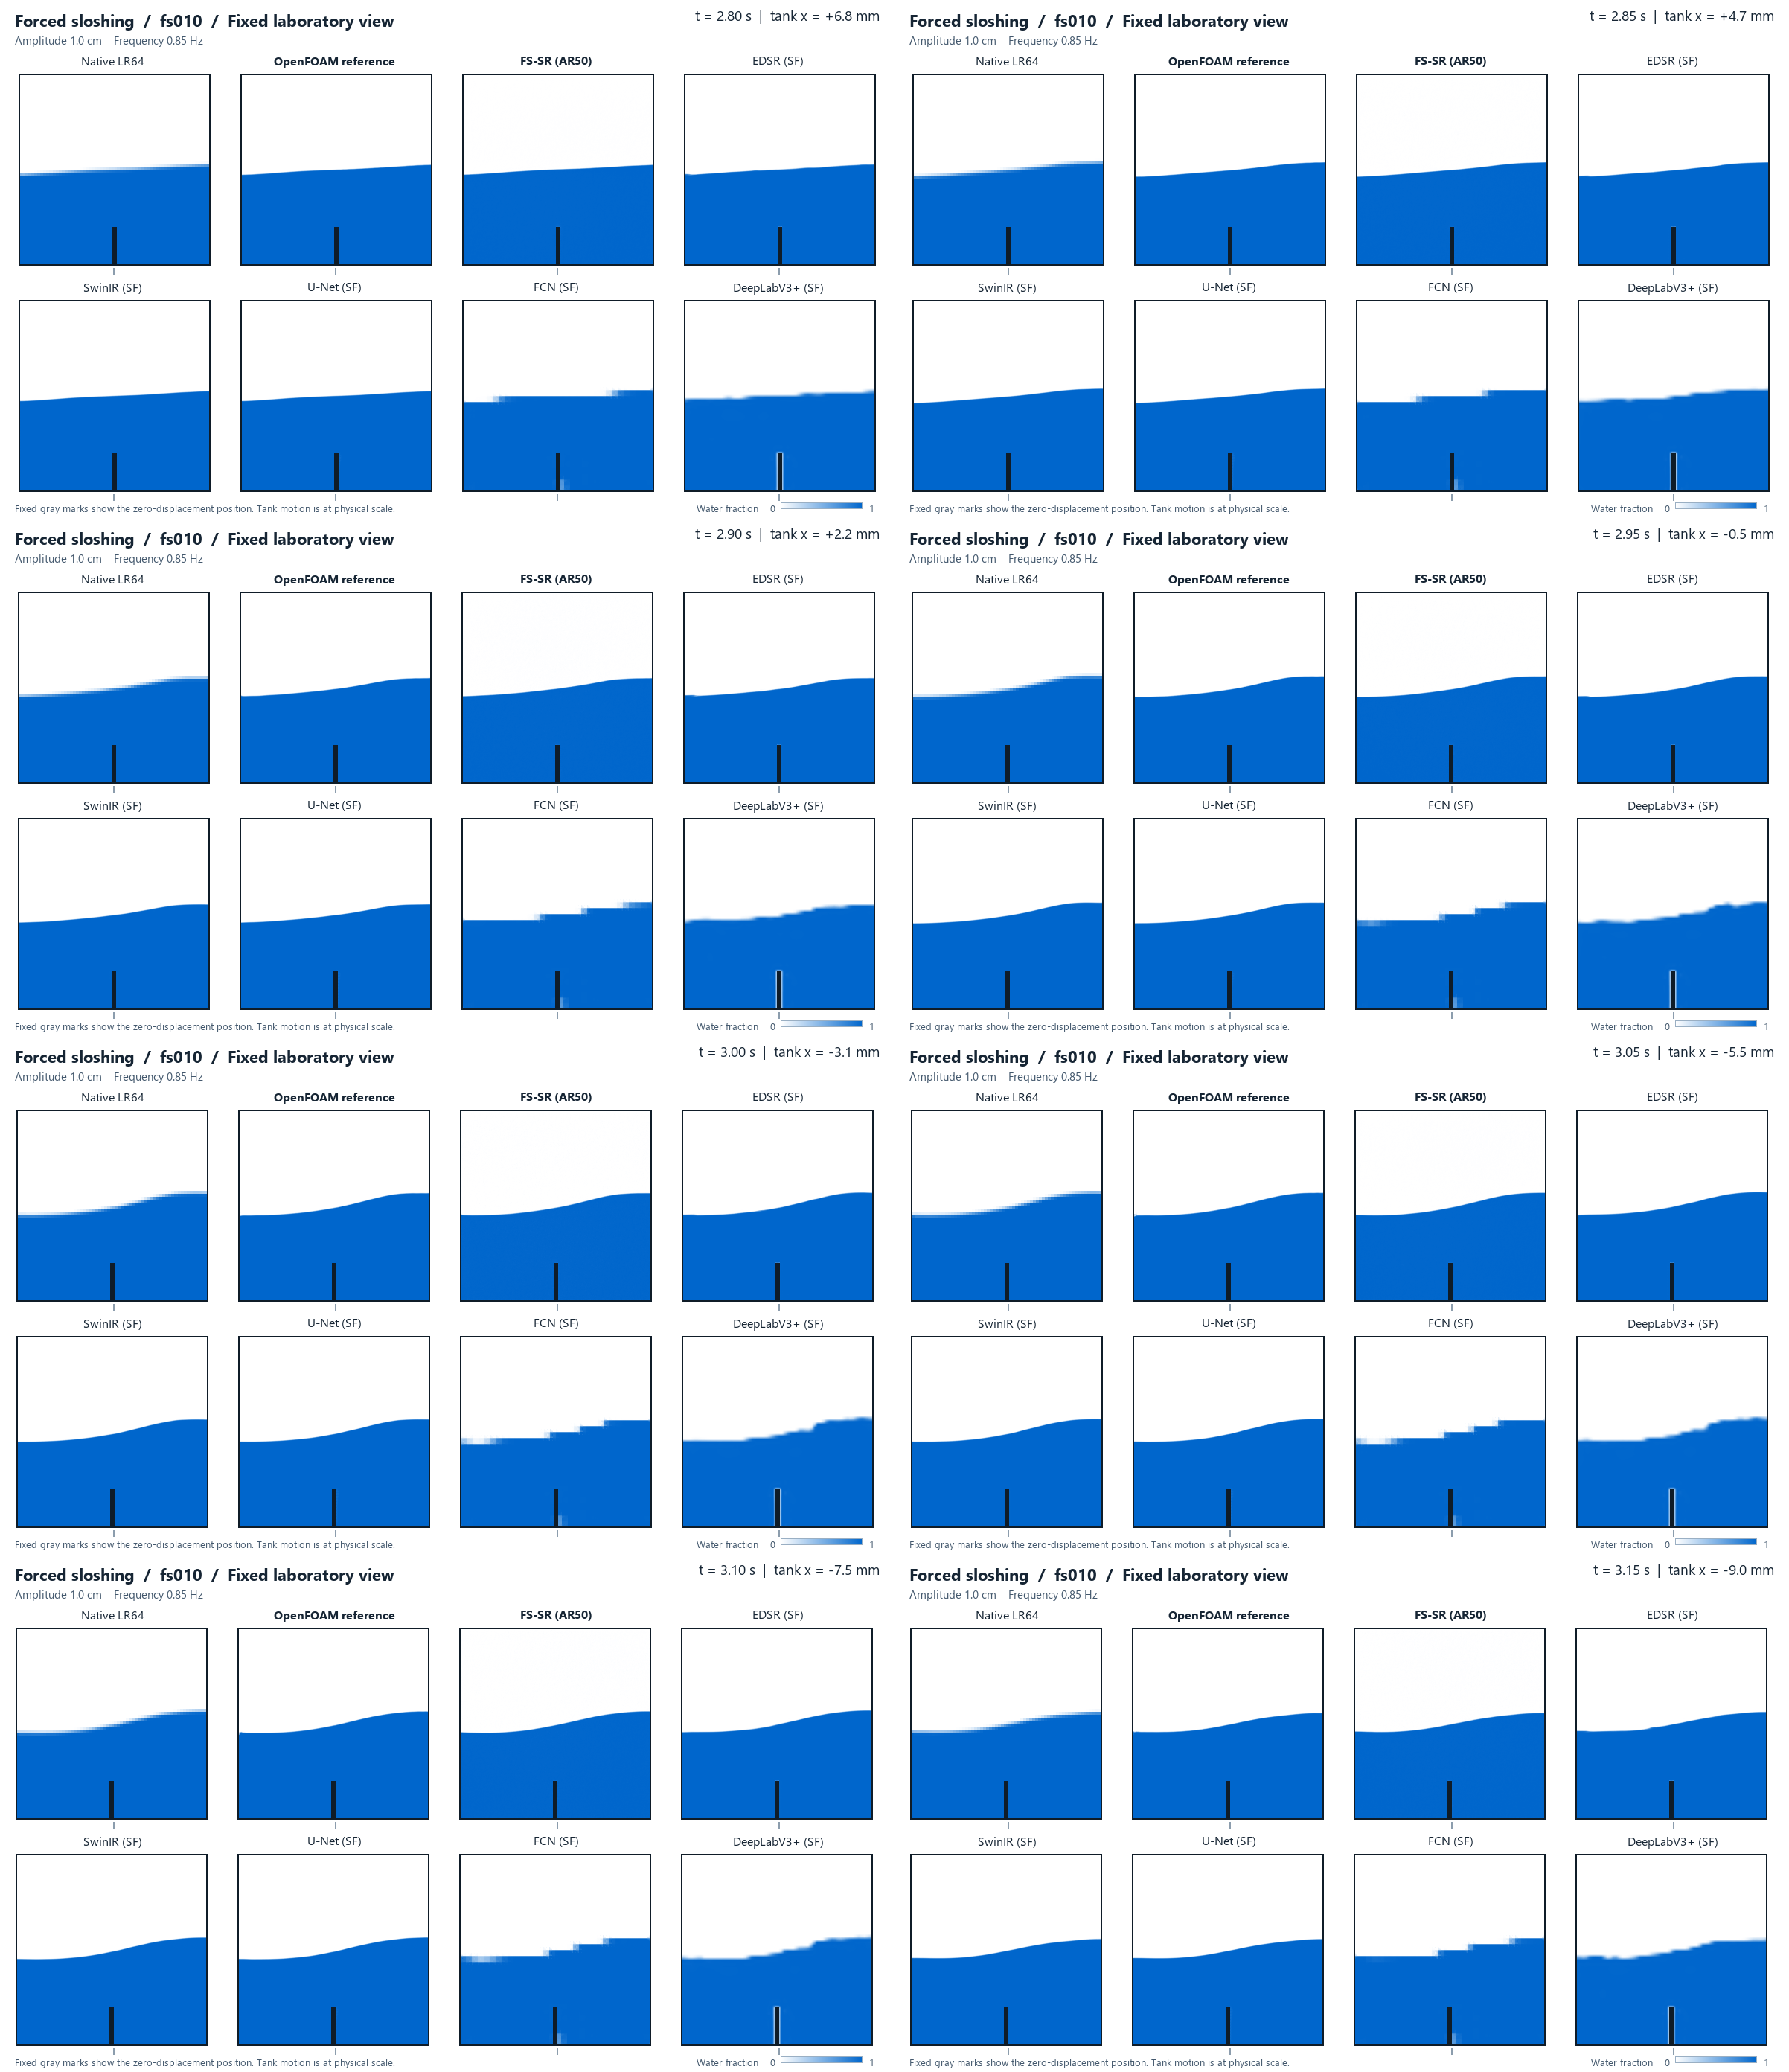 Forced sloshing / fs010 / Fixed laboratory view
t = 2.80 s | tank x = +6.8 mm
Amplitude 1.0 cm Frequency 0.85 Hz
Native LR64
OpenFOAM reference
FS-SR (AR50)
EDSR (SF)
SwinIR (SF)
U-Net (SF)
FCN (SF)
DeepLabV3+ (SF)
Fixed gray marks show the zero-displacement position. Tank motion is at physical scale.
Water fraction 0 1
Forced sloshing / fs010 / Fixed laboratory view
t = 2.85 s | tank x = +4.7 mm
Amplitude 1.0 cm Frequency 0.85 Hz
Native LR64
OpenFOAM reference
FS-SR (AR50)
EDSR (SF)
SwinIR (SF)
U-Net (SF)
FCN (SF)
DeepLabV3+ (SF)
Fixed gray marks show the zero-displacement position. Tank motion is at physical scale.
Water fraction 0 1
Forced sloshing / fs010 / Fixed laboratory view
t = 2.90 s | tank x = +2.2 mm
Amplitude 1.0 cm Frequency 0.85 Hz
Native LR64
OpenFOAM reference
FS-SR (AR50)
EDSR (SF)
SwinIR (SF)
U-Net (SF)
FCN (SF)
DeepLabV3+ (SF)
Fixed gray marks show the zero-displacement position. Tank motion is at physical scale.
Water fraction 0 1
Forced sloshing / fs010 / Fixed laboratory view
t = 2.95 s | tank x = -0.5 mm
Amplitude 1.0 cm Frequency 0.85 Hz
Native LR64
OpenFOAM reference
FS-SR (AR50)
EDSR (SF)
SwinIR (SF)
U-Net (SF)
FCN (SF)
DeepLabV3+ (SF)
Fixed gray marks show the zero-displacement position. Tank motion is at physical scale.
Water fraction 0 1
Forced sloshing / fs010 / Fixed laboratory view
t = 3.00 s | tank x = -3.1 mm
Amplitude 1.0 cm Frequency 0.85 Hz
Native LR64
OpenFOAM reference
FS-SR (AR50)
EDSR (SF)
SwinIR (SF)
U-Net (SF)
FCN (SF)
DeepLabV3+ (SF)
Fixed gray marks show the zero-displacement position. Tank motion is at physical scale.
Water fraction 0 1
Forced sloshing / fs010 / Fixed laboratory view
t = 3.05 s | tank x = -5.5 mm
Amplitude 1.0 cm Frequency 0.85 Hz
Native LR64
OpenFOAM reference
FS-SR (AR50)
EDSR (SF)
SwinIR (SF)
U-Net (SF)
FCN (SF)
DeepLabV3+ (SF)
Fixed gray marks show the zero-displacement position. Tank motion is at physical scale.
Water fraction 0 1
Forced sloshing / fs010 / Fixed laboratory view
t = 3.10 s | tank x = -7.5 mm
Amplitude 1.0 cm Frequency 0.85 Hz
Native LR64
OpenFOAM reference
FS-SR (AR50)
EDSR (SF)
SwinIR (SF)
U-Net (SF)
FCN (SF)
DeepLabV3+ (SF)
Fixed gray marks show the zero-displacement position. Tank motion is at physical scale.
Water fraction 0 1
Forced sloshing / fs010 / Fixed laboratory view
t = 3.15 s | tank x = -9.0 mm
Amplitude 1.0 cm Frequency 0.85 Hz
Native LR64
OpenFOAM reference
FS-SR (AR50)
EDSR (SF)
SwinIR (SF)
U-Net (SF)
FCN (SF)
DeepLabV3+ (SF)
Fixed gray marks show the zero-displacement position. Tank motion is at physical scale.
Water fraction 0 1